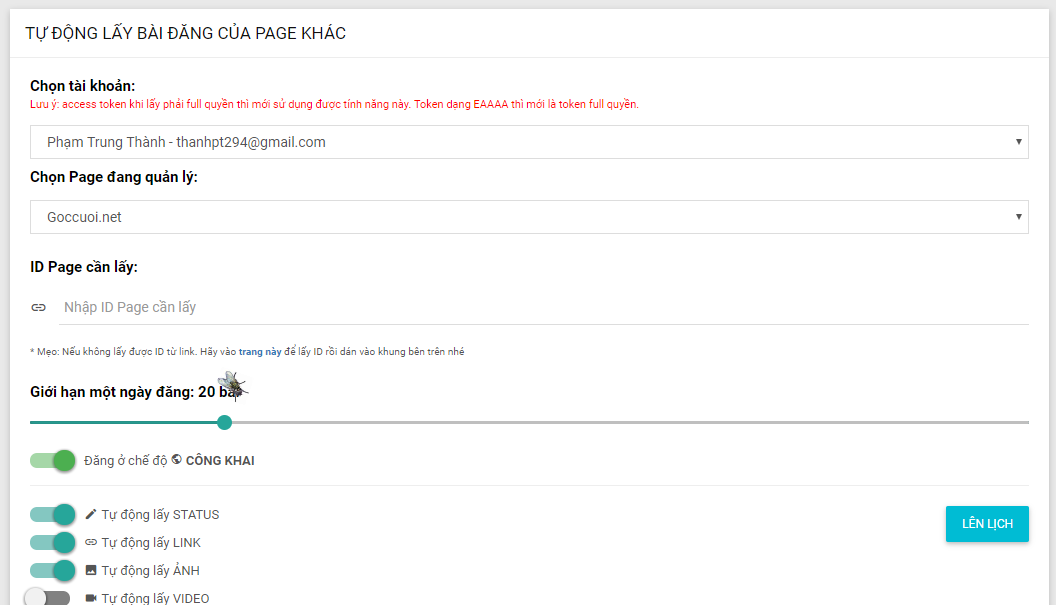 TỰ ĐỘNG LẤY BÀI ĐĂNG CỦA PAGE KHÁC
Chọn tài khoản:
Lưu ý: access token khi lấy phải full quyền thì mới sử dụng được tính năng này. Token dạng EAAAA thì mới là token full quyền.
Phạm Trung Thành - thanhpt294@gmail.com
Chọn Page đang quản lý:
Goccuoi.net
ID Page cần lấy:
Nhập ID Page cần lấy
* Mẹo: Nếu không lấy được ID từ link. Hãy vào trang này để lấy ID rồi dán vào khung bên trên nhé
Giới hạn một ngày đăng: 20
Đăng ở chế độ CÔNG KHAI
Tự động lấy STATUS
LÊN LỊCH
Tự động lấy LINK
Tự động lấy ẢNH
Tự động lấy VIDEO